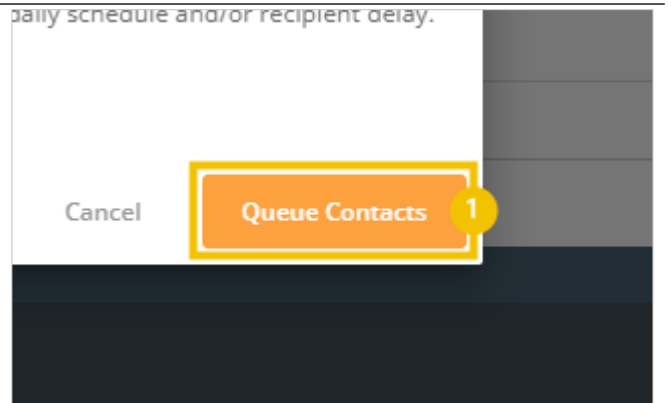 daily schedule and/or recipient delay.
Cancel
Queue Contacts
1